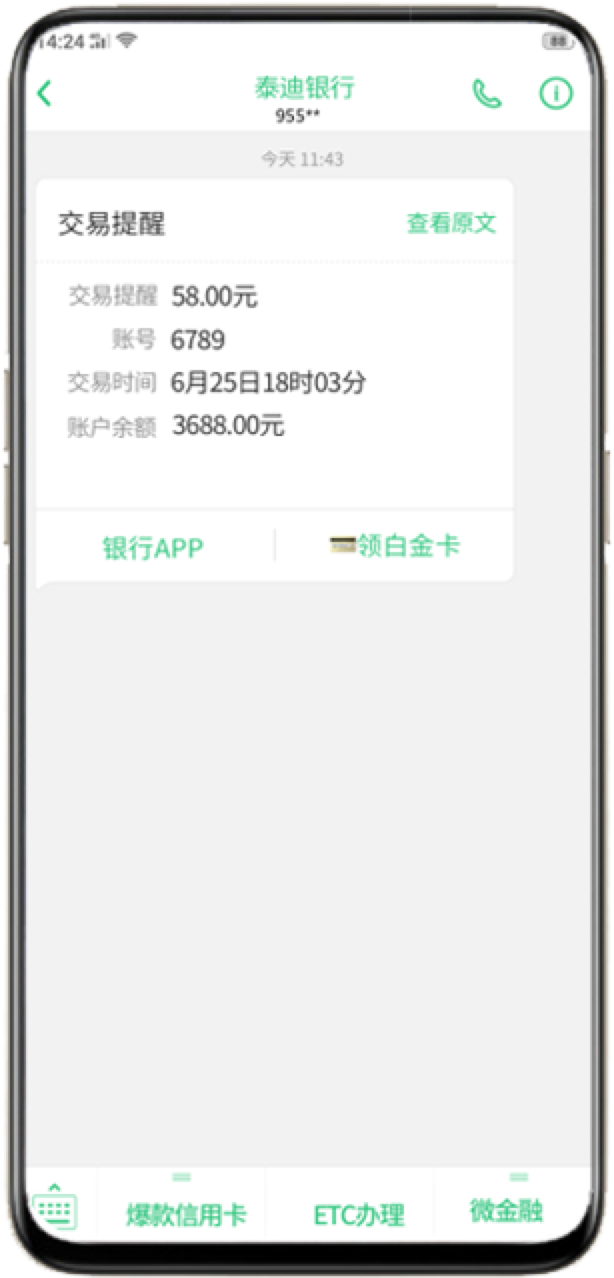 14:24
88
泰迪银行
955**
今天 11:43
交易提醒
查看原文
交易提醒 58.00元
账号 6789
交易时间 6月25日18时03分
账户余额 3688.00元
银行APP
领白金卡
爆款信用卡
ETC办理
微金融